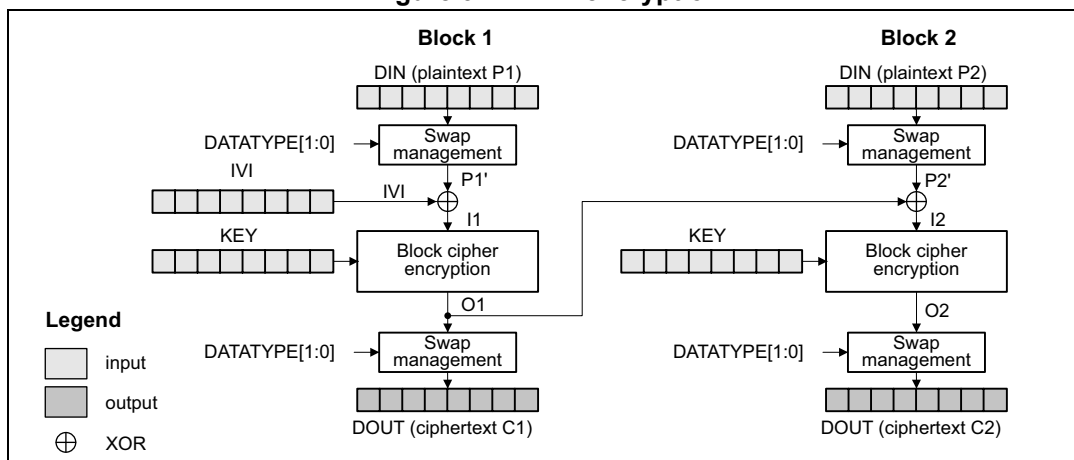 Block 1
DIN (plaintext P1)
DATATYPE[1:0]
Swap
management
IVI
P1'
IVI
I1
KEY
Block cipher
encryption
O1
DATATYPE[1:0]
Swap
management
DOUT (ciphertext C1)
Block 2
DIN (plaintext P2)
DATATYPE[1:0]
Swap
management
P2'
I2
KEY
Block cipher
encryption
O2
DATATYPE[1:0]
Swap
management
DOUT (ciphertext C2)
Legend
input
output
XOR